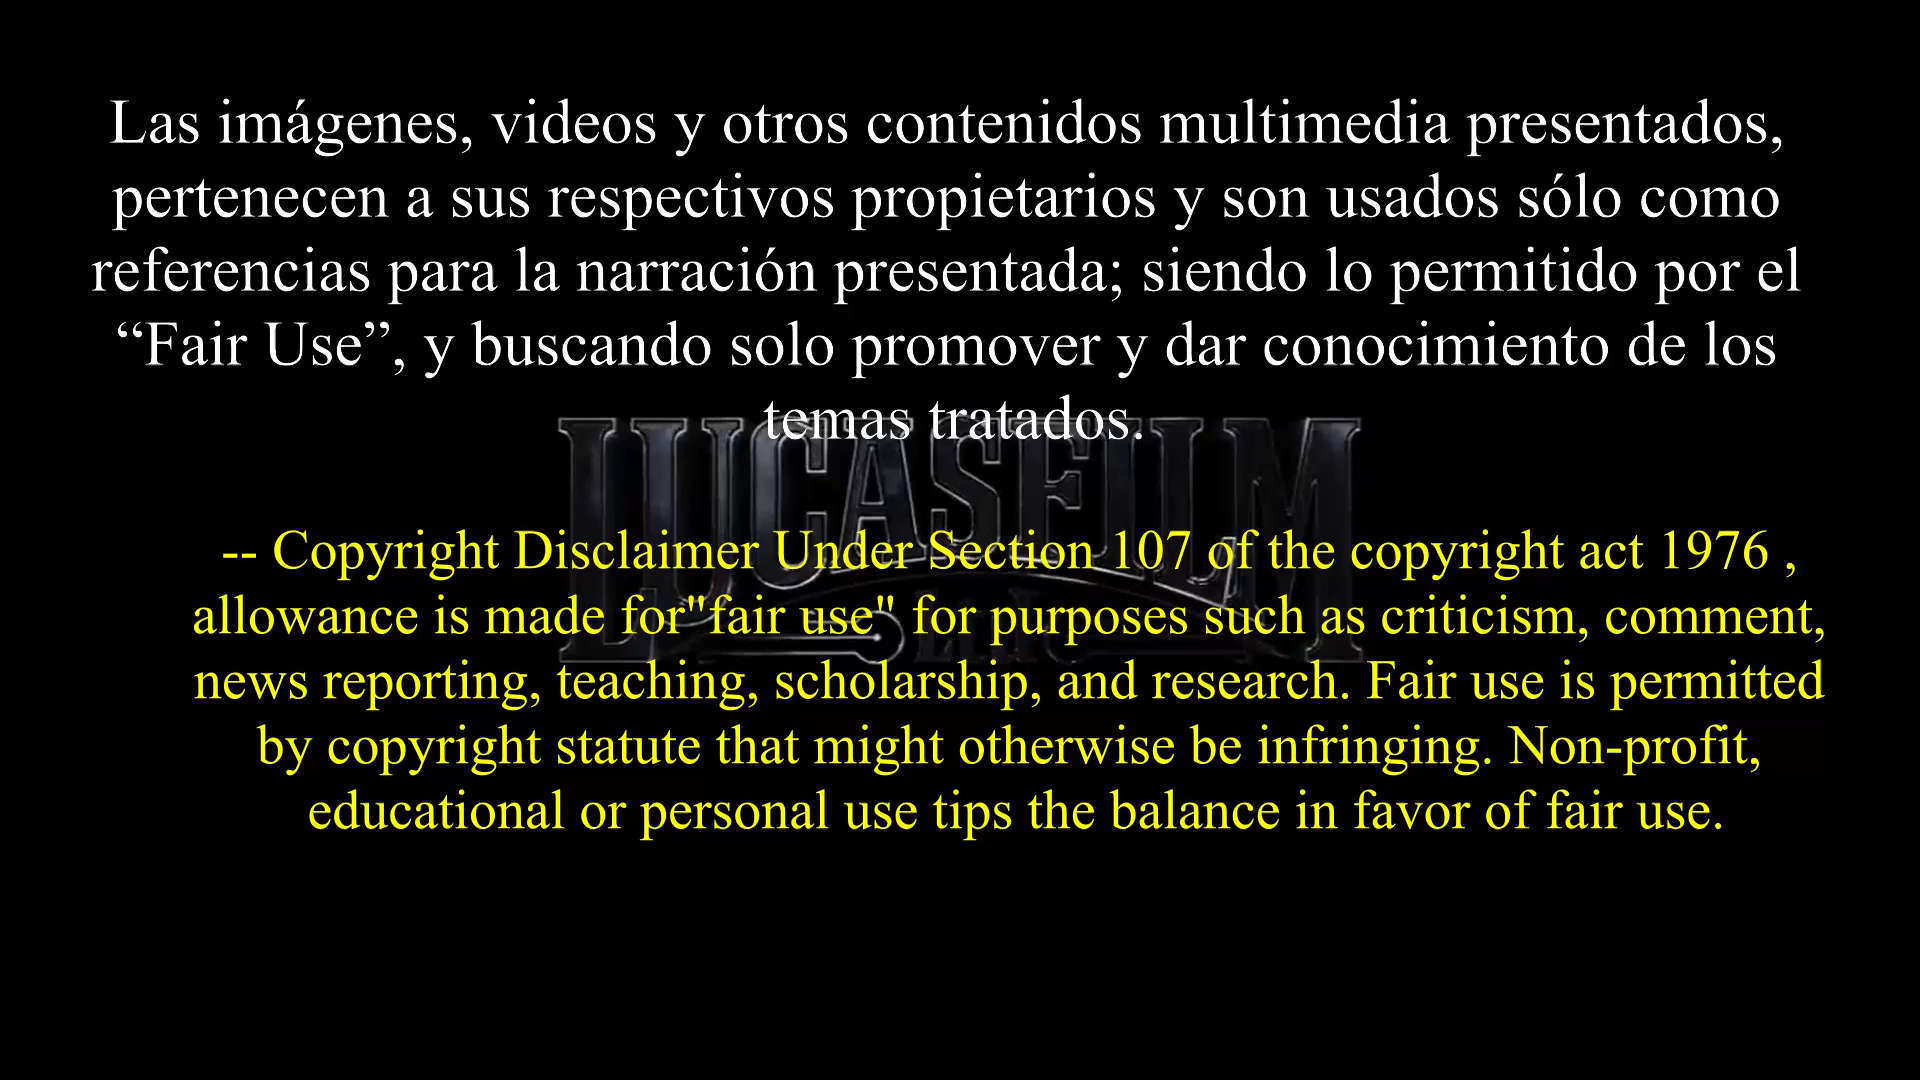 Las imágenes, videos y otros contenidos multimedia presentados,
pertenecen a sus respectivos propietarios y son usados sólo como
referencias para la narración presentada; siendo lo permitido por el
“Fair Use”, y buscando solo promover y dar conocimiento de los
temas tratados.
LUCASFILM
-- Copyright Disclaimer Under Section 107 of the copyright act 1976 ,
allowance is made for"fair use" for purposes such as criticism, comment,
news reporting, teaching, scholarship, and research. Fair use is permitted
by copyright statute that might otherwise be infringing. Non-profit,
educational or personal use tips the balance in favor of fair use.